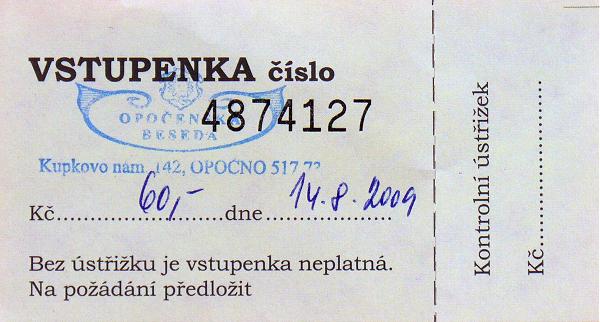 VSTUPENKA číslo
4874127
OPOČENSKÁ
BESEDA
Kupkovo nám. 142, OPOČNO 517 73
Kč 60,- dne 14.8.2009
Bez ústřižku je vstupenka neplatná.
Na požádání předložit
Kontrolní ústřižek
Kč